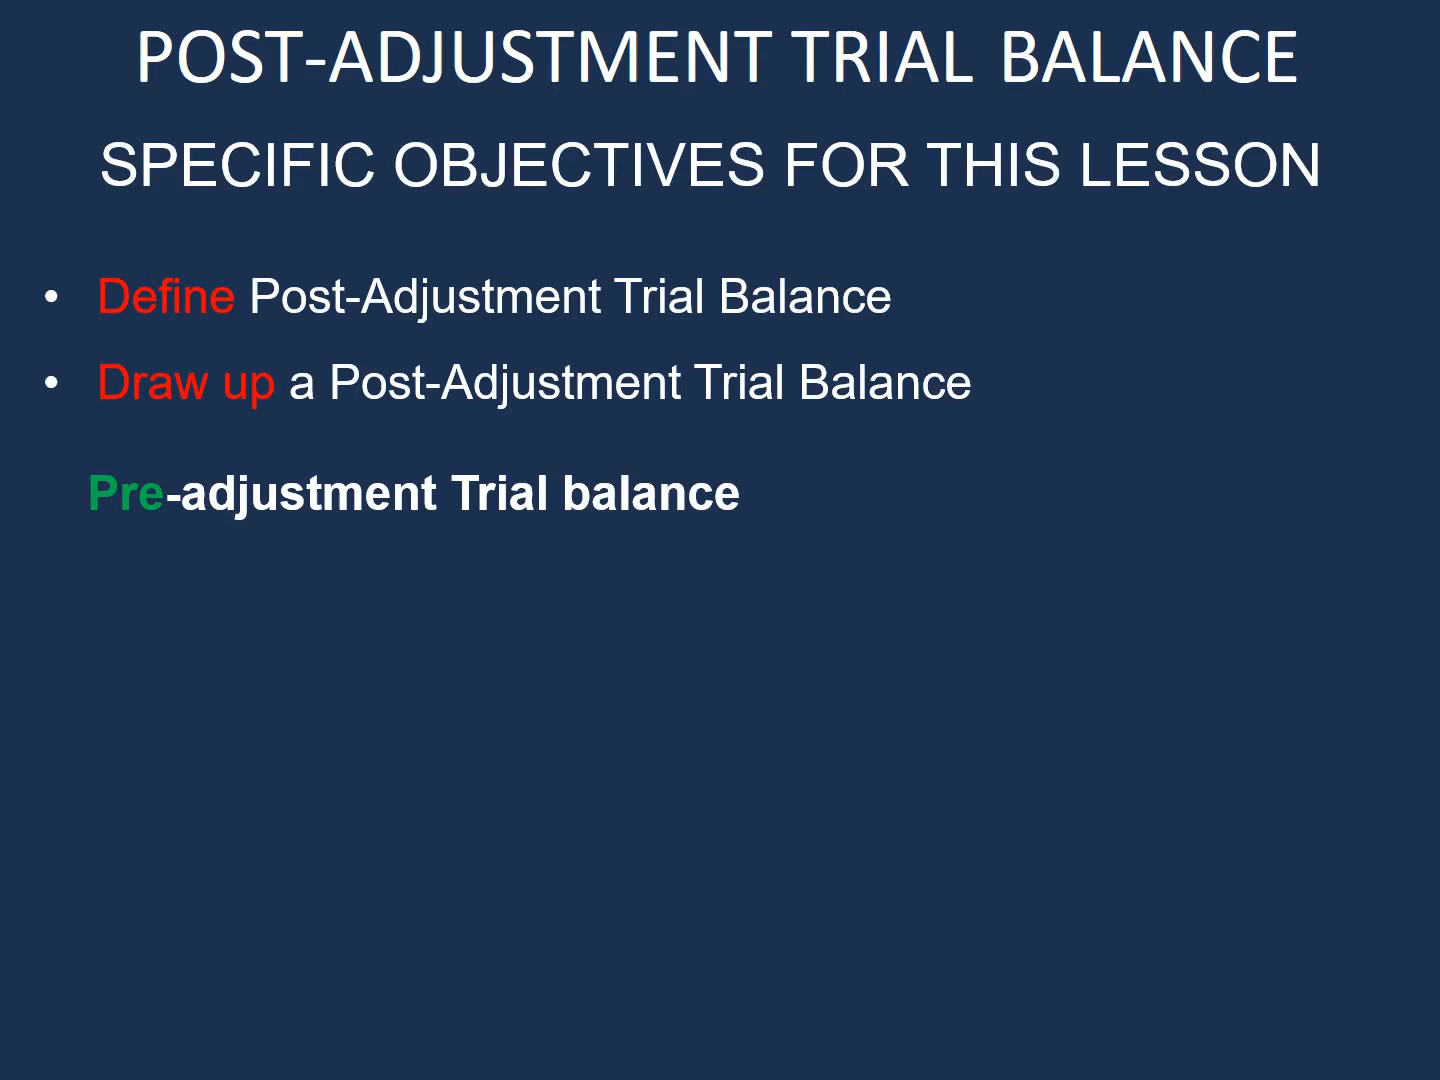 POST-ADJUSTMENT TRIAL BALANCE
SPECIFIC OBJECTIVES FOR THIS LESSON
• Define Post-Adjustment Trial Balance
• Draw up a Post-Adjustment Trial Balance
Pre-adjustment Trial balance